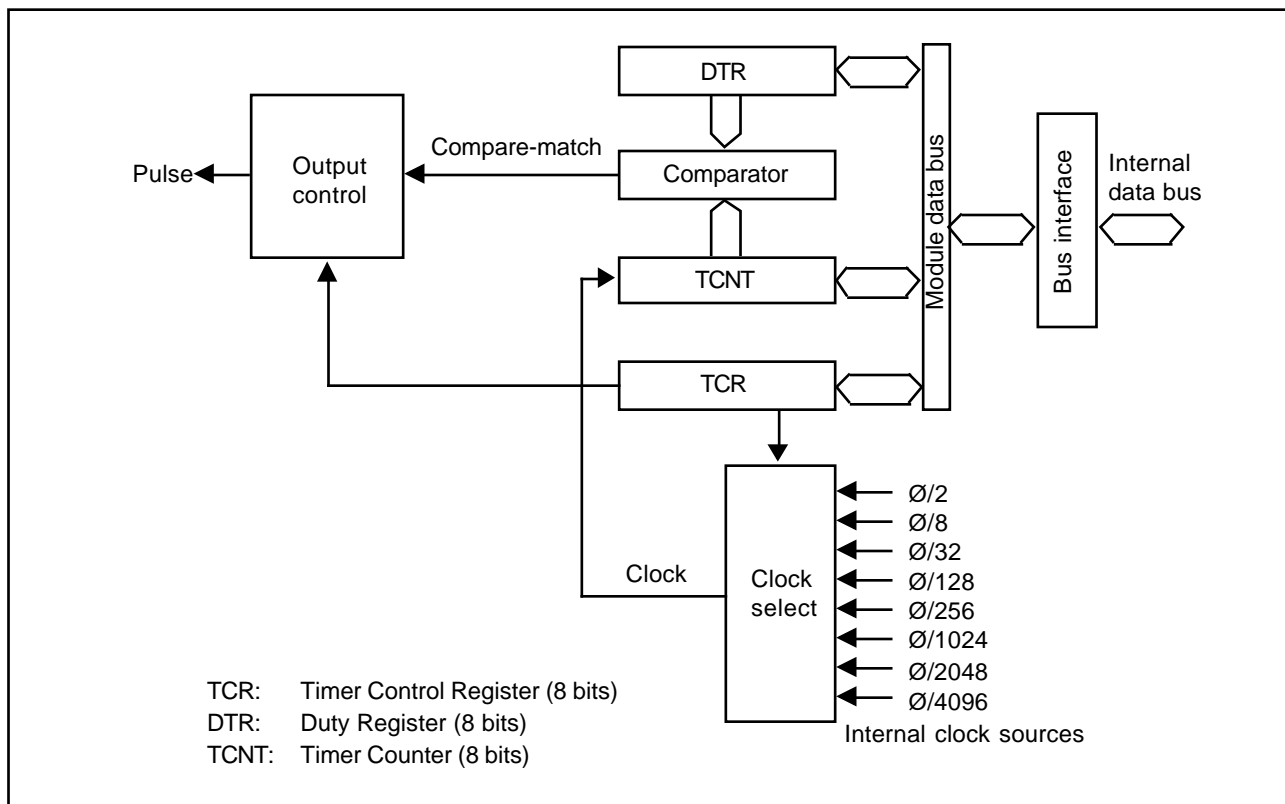 DTR
Compare-match
Output
control
Pulse
Comparator
TCNT
TCR
Module data bus
Bus interface
Internal
data bus
Clock
Clock
select
Ø/2
Ø/8
Ø/32
Ø/128
Ø/256
Ø/1024
Ø/2048
Ø/4096
Internal clock sources
TCR: Timer Control Register (8 bits)
DTR: Duty Register (8 bits)
TCNT: Timer Counter (8 bits)